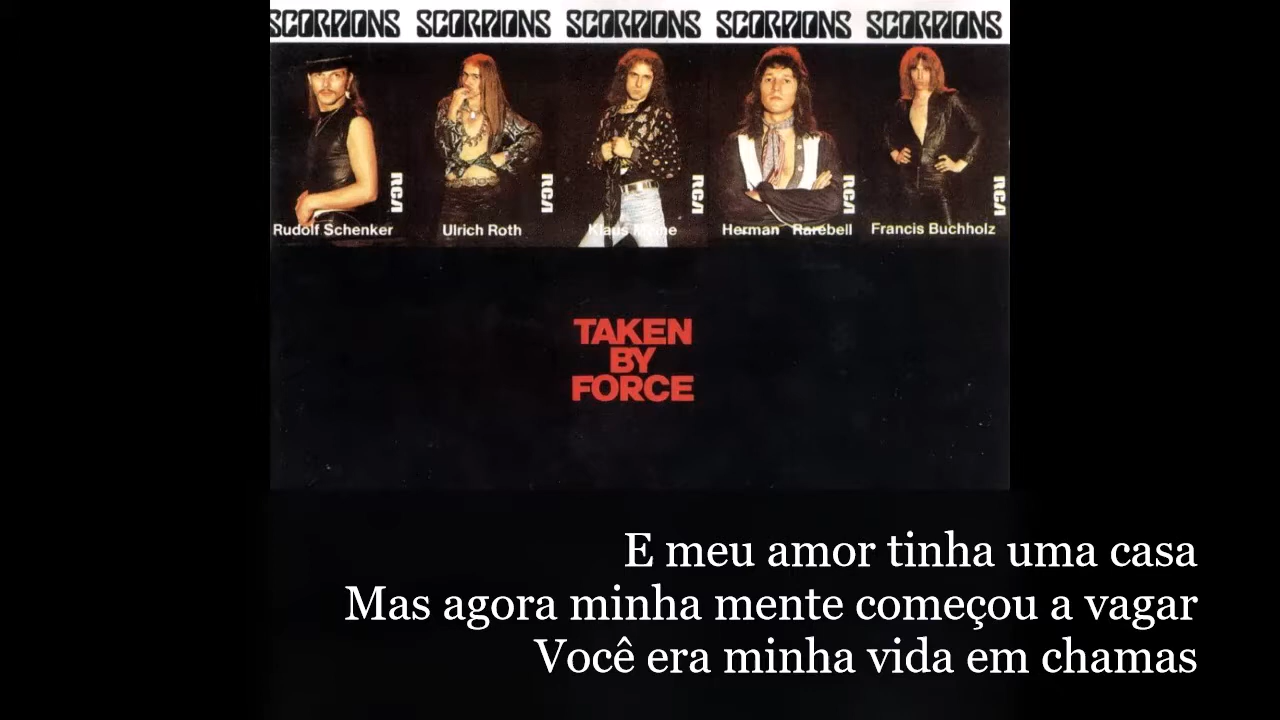 SCORPIONS SCORPIONS SCORPIONS SCORPIONS SCORPIONS
RCA RCA RCA RCA RCA
Rudolf Schenker Ulrich Roth Klaus Meine Herman Rarebell Francis Buchholz
TAKEN
BY
FORCE
E meu amor tinha uma casa
Mas agora minha mente começou a vagar
Você era minha vida em chamas